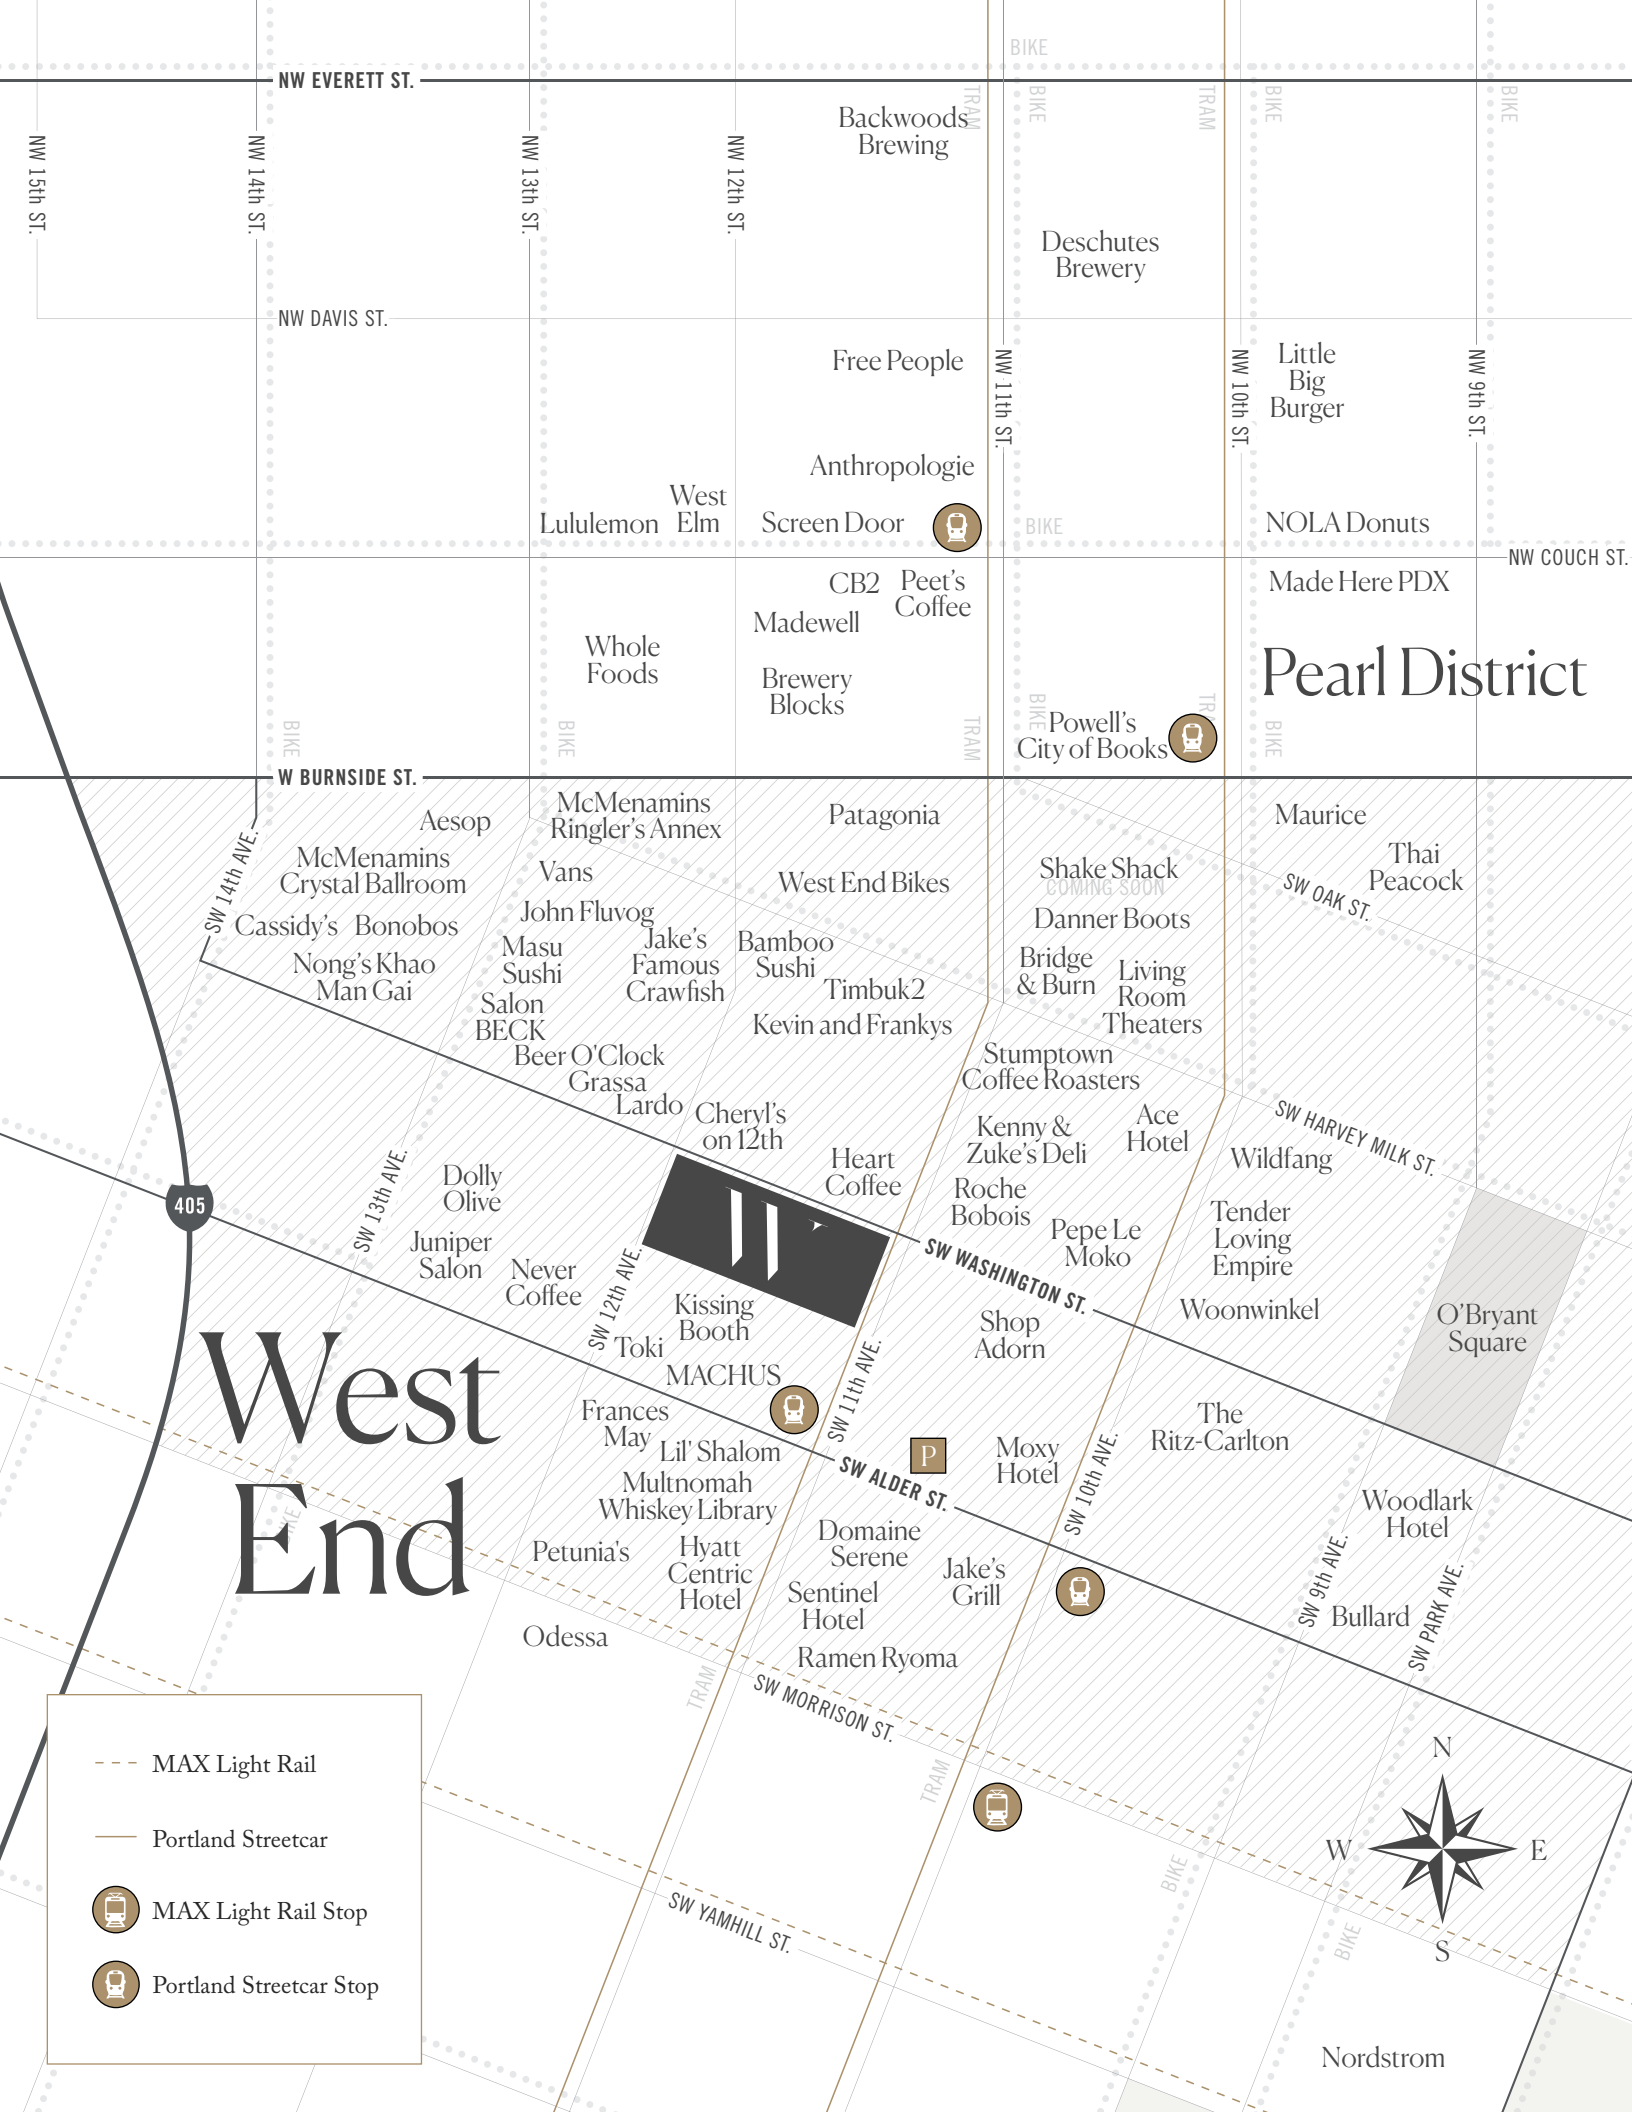 BIKE
NW EVERETT ST.
TRAM
BIKE
TRAM
BIKE
BIKE
Backwoods
Brewing
NW 15th ST.
NW 14th ST.
NW 13th ST.
NW 12th ST.
Deschutes
Brewery
NW DAVIS ST.
Free People
NW 11th ST.
NW 10th ST.
Little
Big
Burger
NW 9th ST.
Anthropologie
West
Elm
Lululemon
Screen Door
BIKE
NOLA Donuts
NW COUCH ST.
CB2
Peet's
Coffee
Made Here PDX
Madewell
Whole
Foods
Brewery
Blocks
Pearl District
BIKE
BIKE
TRAM
BIKE
Powell's
City of Books
TRA
BIKE
W BURNSIDE ST.
Aesop
McMenamins
Ringler's Annex
Patagonia
Maurice
SW 14th AVE.
McMenamins
Crystal Ballroom
Vans
West End Bikes
Shake Shack
COMING SOON
Thai
Peacock
SW OAK ST.
Cassidy's
Bonobos
John Fluvog
Danner Boots
Nong's Khao
Man Gai
Masu
Sushi
Jake's
Famous
Crawfish
Bamboo
Sushi
Timbuk2
Bridge
& Burn
Living
Room
Theaters
Salon
BECK
Kevin and Frankys
Beer O'Clock
Grassa
Lardo
Stumptown
Coffee Roasters
Cheryl's
on 12th
Kenny &
Zuke's Deli
Ace
Hotel
SW HARVEY MILK ST.
Heart
Coffee
Wildfang
SW 13th AVE.
Dolly
Olive
Roche
Bobois
405
Pepe Le
Moko
Tender
Loving
Empire
Juniper
Salon
Never
Coffee
SW 12th AVE.
SW WASHINGTON ST.
Kissing
Booth
Toki
Shop
Adorn
Woonwinkel
O'Bryant
Square
MACHUS
SW 11th AVE.
West
End
BIKE
Frances
May
Lil' Shalom
P
Moxy
Hotel
SW 10th AVE.
The
Ritz-Carlton
SW ALDER ST.
Multnomah
Whiskey Library
Woodlark
Hotel
Petunia's
Hyatt
Centric
Hotel
Domaine
Serene
Jake's
Grill
SW 9th AVE.
Sentinel
Hotel
Bullard
SW PARK AVE.
Odessa
Ramen Ryoma
TRAM
SW MORRISON ST.
TRAM
N
W
E
S
BIKE
BIKE
SW YAMHILL ST.
MAX Light Rail
Portland Streetcar
MAX Light Rail Stop
Portland Streetcar Stop
Nordstrom